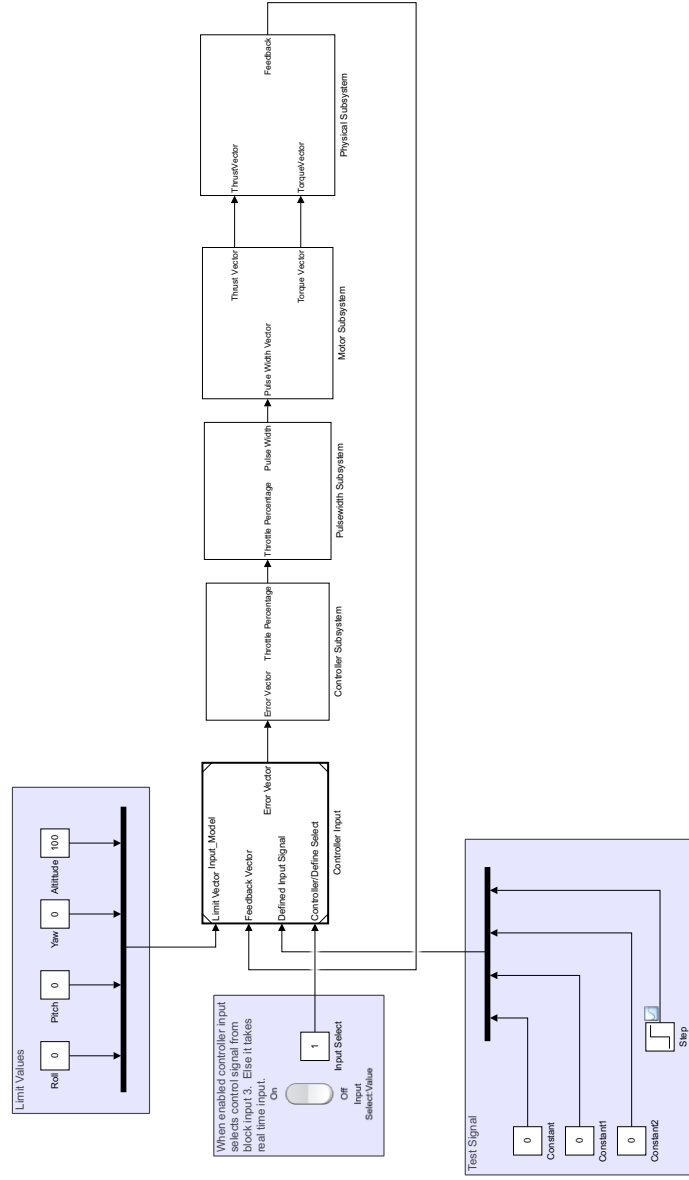 Limit Values
Roll
0
Pitch
0
Yaw
0
Altittude
100
When enabled controller input
selects control signal from
block input 3. Else it takes
real time input.
On
Off
Input
Select:Value
1
Input Select
Limit Vector
Input_Model
Feedback Vector
Defined Input Signal
Controller/Define Select
Error Vector
Controller Input
Error Vector
Throttle Percentage
Controller Subsystem
Throttle Percentage
Pulse Width
Pulsewidth Subsystem
Pulse Width Vector
Thrust Vector
Torque Vector
Motor Subsystem
ThrustVector
TorqueVector
Feedback
Physical Subsystem
Test Signal
0
Constant
0
Constant1
0
Constant2
Step